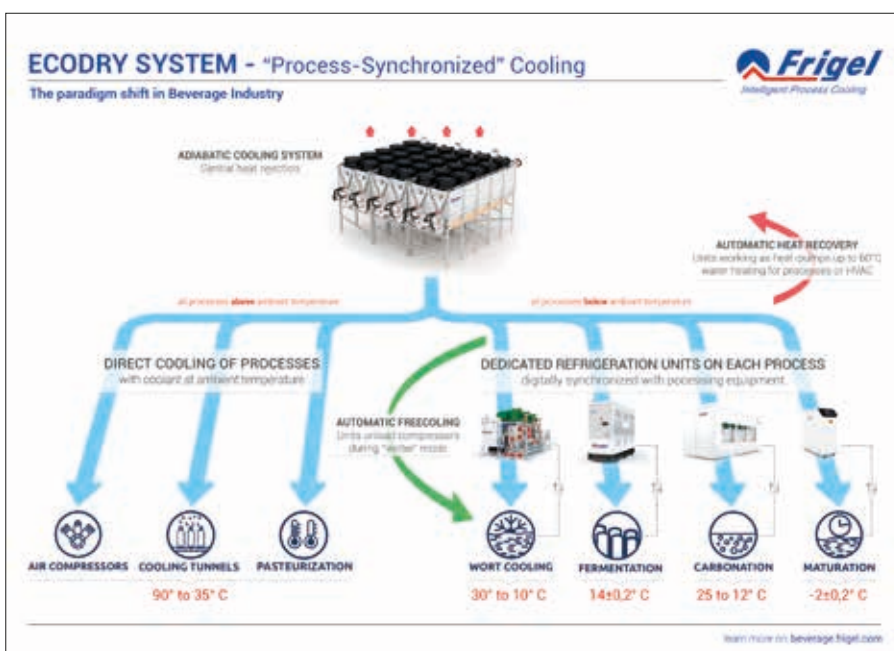 ECODRY SYSTEM - "Process-Synchronized" Cooling
The paradigm shift in Beverage Industry
Frigel
Intelligent Process Cooling
ADIABATIC COOLING SYSTEM
Central heat rejection
AUTOMATIC HEAT RECOVERY
Units working as heat pumps up to 60°C
water heating for processes or HVAC
all processes above ambient temperature
all processes below ambient temperature
DIRECT COOLING OF PROCESSES
with coolant at ambient temperature
DEDICATED REFRIGERATION UNITS ON EACH PROCESS
digitally synchronized with processing equipment
AUTOMATIC FREECOLING
Units unload compressors
during "winter" mode
AIR COMPRESSORS
COOLING TUNNELS
PASTEURIZATION
WORT COOLING
FERMENTATION
CARBONATION
MATURATION
90° to 35° C
30° to 10° C
14±0,2° C
25 to 12° C
-2±0,2° C
learn more on beverage.frigel.com